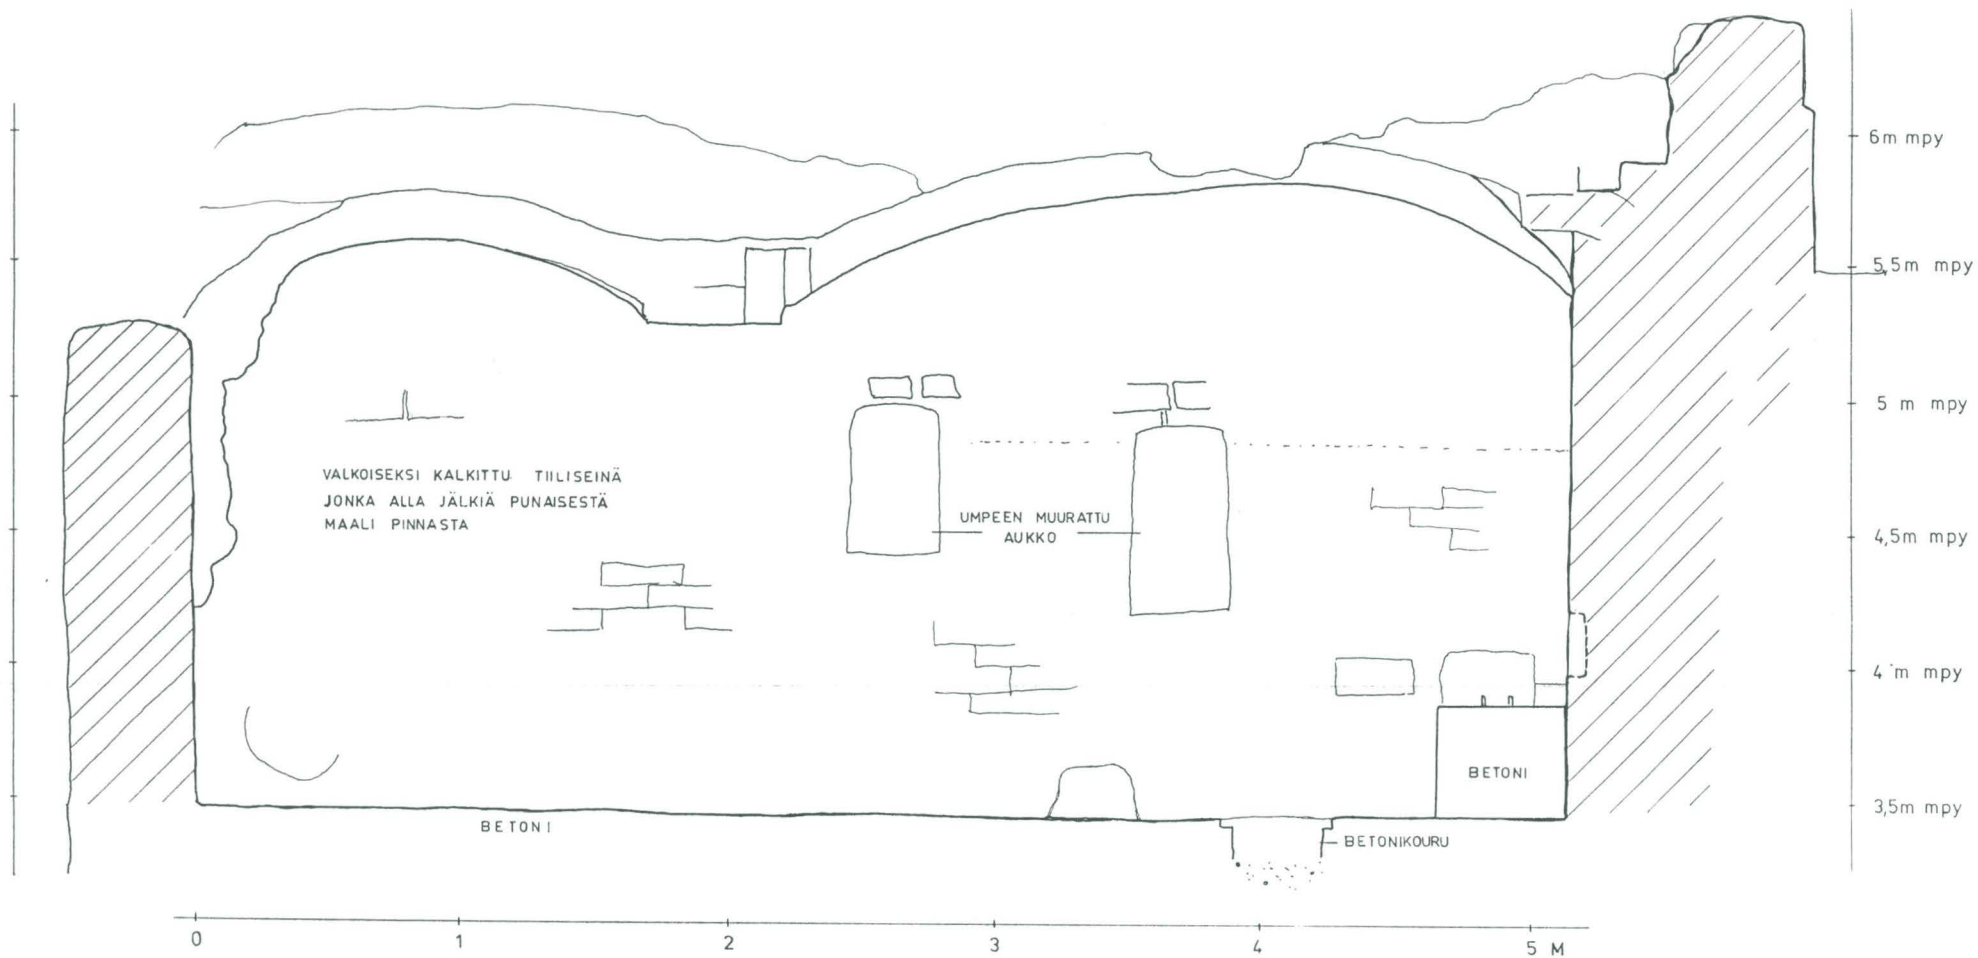 6m mpy
5,5m mpy
5 m mpy
VALKOISEKSI KALKITTU TIILISEINÄ
JONKA ALLA JÄLKIÄ PUNAISESTÄ
MAALI PINNASTA
UMPEEN MUURATTU
AUKKO
4,5m mpy
4 m mpy
BETONI
3,5m mpy
BETONI
BETONIKOURU
0 1 2 3 4 5 M